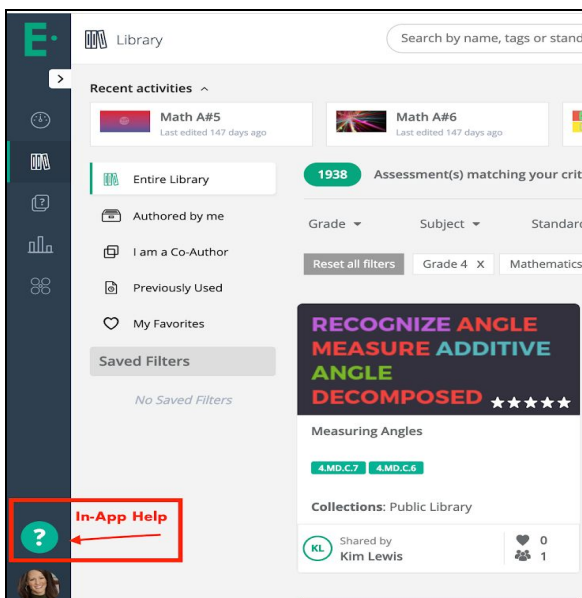 E
Library
Search by name, tags or stand
>
Recent activities
Math A#5
Last edited 147 days ago
Math A#6
Last edited 147 days ago
Entire Library
1938 Assessment(s) matching your crit
Authored by me
Grade Subject Standard
I am a Co-Author
Reset all filters Grade 4 X Mathematics
Previously Used
My Favorites
Saved Filters
No Saved Filters
RECOGNIZE ANGLE
MEASURE ADDITIVE
ANGLE
DECOMPOSED
Measuring Angles
4.MD.C.7 4.MD.C.6
Collections: Public Library
In-App Help
?
KL
Shared by
Kim Lewis
0
1